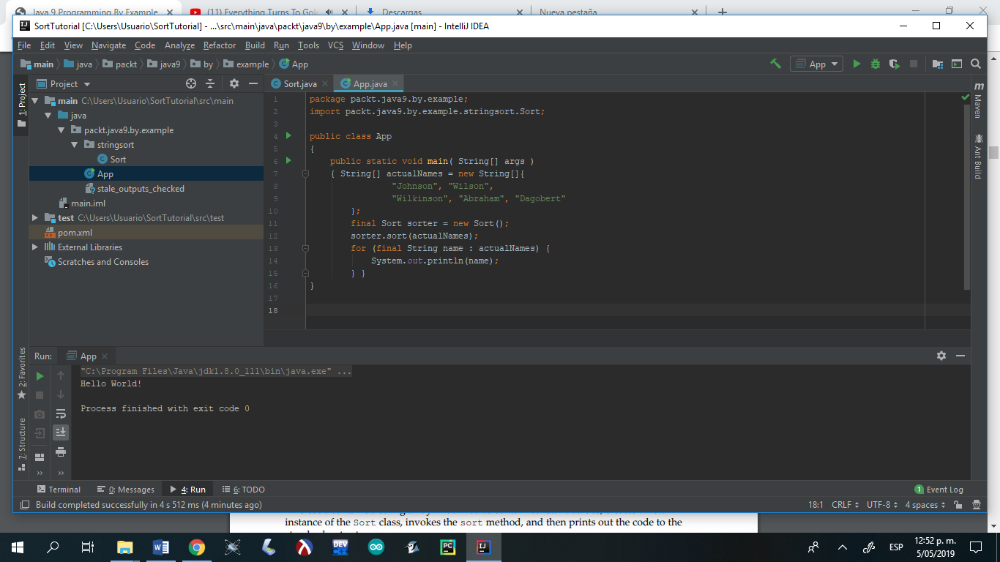 Java 9 Programming By Example
(11) Everything Turns To Gol
Descargas
Nueva pestaña
SortTutorial [C:\Users\Usuario\SortTutorial] - ...\src\main\java\packt\java9\by\example\App.java [main] - IntelliJ IDEA
File Edit View Navigate Code Analyze Refactor Build Run Tools VCS Window Help
main java packt java9 by example App
App
Project
Sort.java
App.java
1: Project
main C:\Users\Usuario\SortTutorial\src\main
java
packt.java9.by.example
stringsort
Sort
App
stale_outputs_checked
main.iml
test C:\Users\Usuario\SortTutorial\src\test
pom.xml
External Libraries
Scratches and Consoles
1 package packt.java9.by.example;
2 import packt.java9.by.example.stringsort.Sort;
3
4 public class App
5 {
6 public static void main( String[] args )
7 { String[] actualNames = new String[]{
8 "Johnson", "Wilson",
9 "Wilkinson", "Abraham", "Dagobert"
10 };
11 final Sort sorter = new Sort();
12 sorter.sort(actualNames);
13 for (final String name : actualNames) {
14 System.out.println(name);
15 } }
16 }
17
18
m Maven
Ant Build
2: Favorites
7: Structure
Run: App
"C:\Program Files\Java\jdk1.8.0_111\bin\java.exe" ...
Hello World!
Process finished with exit code 0
Terminal 0: Messages 4: Run 6: TODO
1 Event Log
Build completed successfully in 4 s 512 ms (4 minutes ago)
18:1 CRLF UTF-8 4 spaces
instance of the Sort class, invokes the sort method, and then prints out the code to the
W
DEV
PC
IJ
ESP
12:52 p. m.
5/05/2019